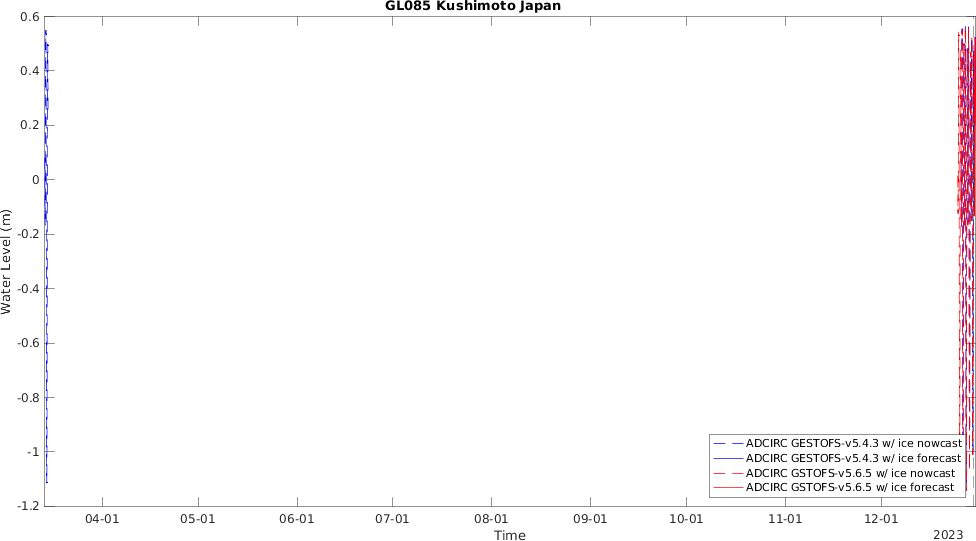 GL085 Kushimoto Japan
0.6
0.4
0.2
0
-0.2
-0.4
-0.6
-0.8
-1
-1.2
Water Level (m)
ADCIRC GESTOFS-v5.4.3 w/ ice nowcast
ADCIRC GESTOFS-v5.4.3 w/ ice forecast
ADCIRC GSTOFS-v5.6.5 w/ ice nowcast
ADCIRC GSTOFS-v5.6.5 w/ ice forecast
04-01 05-01 06-01 07-01 08-01 09-01 10-01 11-01 12-01
Time
2023